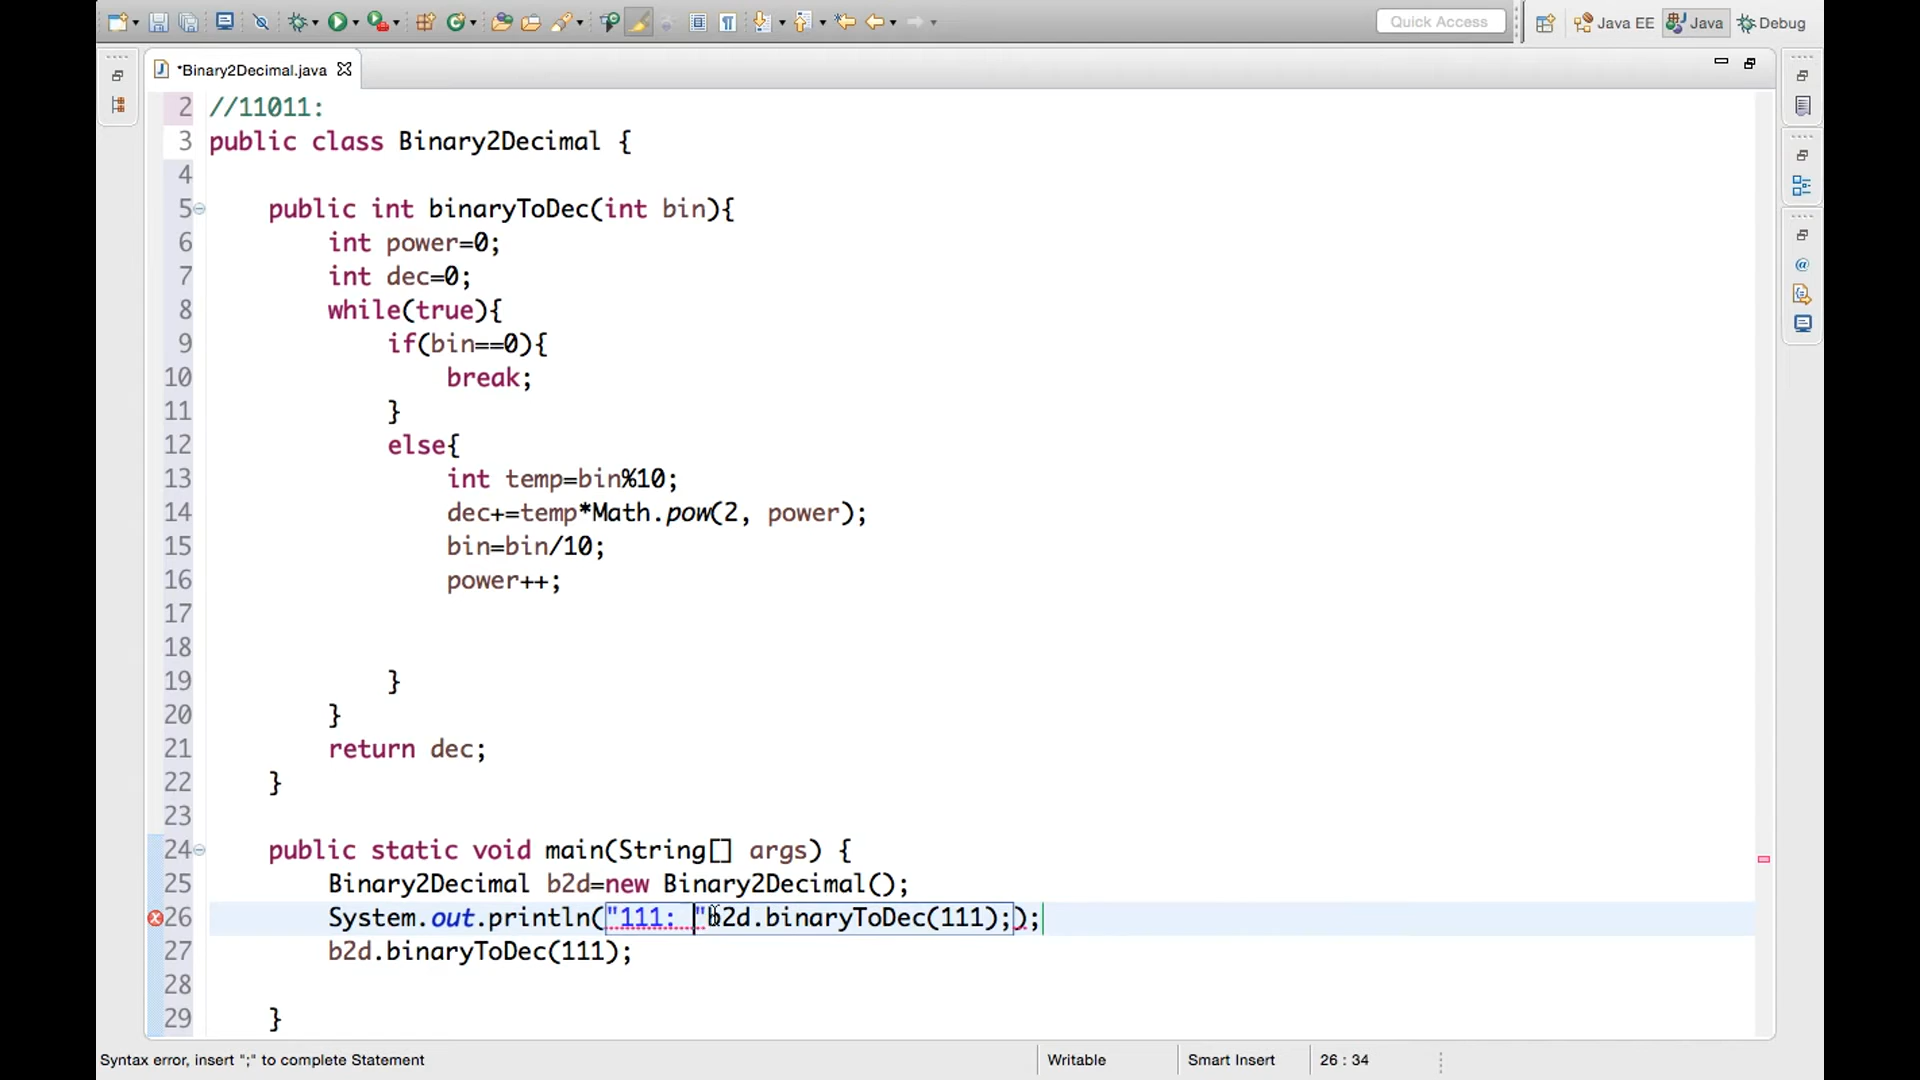 Quick Access
Java EE
Java
Debug
*Binary2Decimal.java
2 //11011:
3 public class Binary2Decimal {
4
5 public int binaryToDec(int bin){
6 int power=0;
7 int dec=0;
8 while(true){
9 if(bin==0){
10 break;
11 }
12 else{
13 int temp=bin%10;
14 dec+=temp*Math.pow(2, power);
15 bin=bin/10;
16 power++;
17
18
19 }
20 }
21 return dec;
22 }
23
24 public static void main(String[] args) {
25 Binary2Decimal b2d=new Binary2Decimal();
26 System.out.println("111: "b2d.binaryToDec(111););
27 b2d.binaryToDec(111);
28
29 }
Syntax error, insert ";" to complete Statement
Writable
Smart Insert
26 : 34